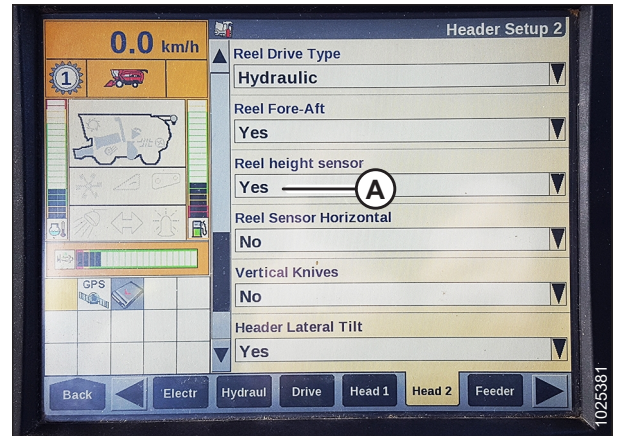 0.0 km/h
Header Setup 2
1
Reel Drive Type
Hydraulic
Reel Fore-Aft
Yes
Reel height sensor
Yes
A
Reel Sensor Horizontal
No
GPS
Vertical Knives
No
Header Lateral Tilt
Yes
Back
Electr
Hydraul
Drive
Head 1
Head 2
Feeder
1025381